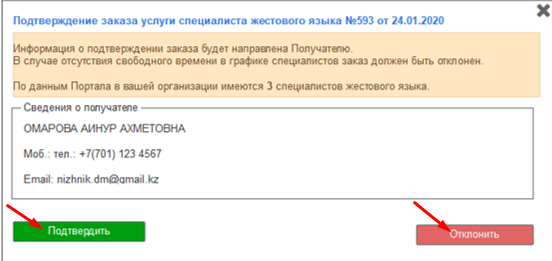 Подтверждение заказа услуги специалиста жестового языка №593 от 24.01.2020
Информация о подтверждении заказа будет направлена Получателю.
В случае отсутствия свободного времени в графике специалистов заказ должен быть отклонен.
По данным Портала в вашей организации имеются 3 специалистов жестового языка.
Сведения о получателе
ОМАРОВА АИНУР АХМЕТОВНА
Моб.: тел.: +7(701) 123 4567
Email: nizhnik.dm@gmail.kz
Подтвердить
Отклонить